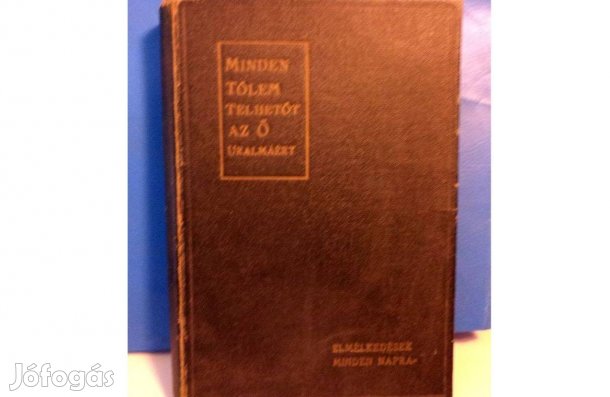 MINDEN
TŐLEM
TELHETŐT
AZ Ő
URALMÁÉRT
ELMÉLKEDÉSEK
MINDEN NAPRA-
Jófogás